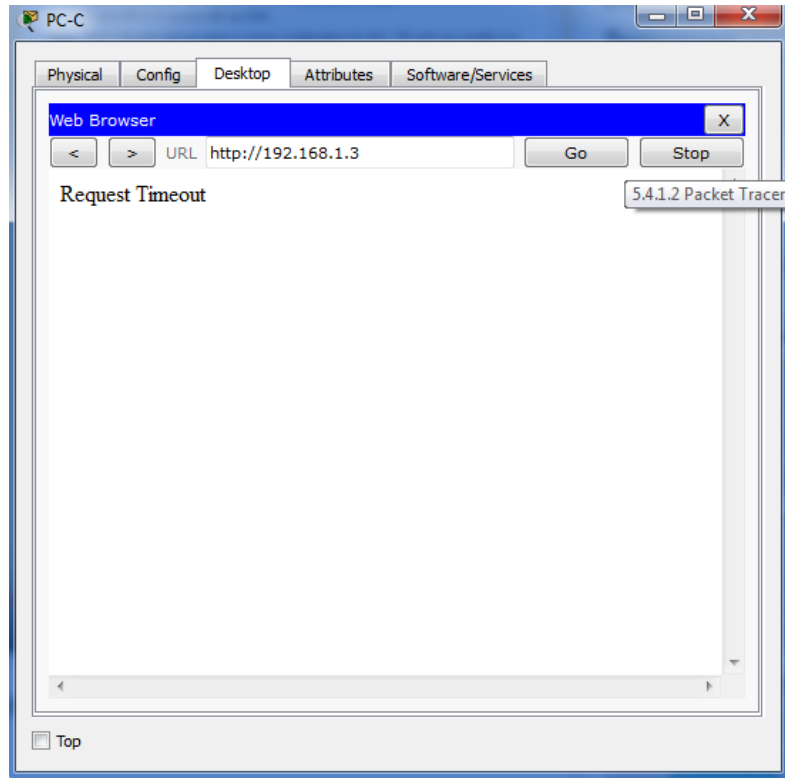 PC-C
X
Physical Config Desktop Attributes Software/Services
Web Browser X
< > URL http://192.168.1.3 Go Stop
Request Timeout
5.4.1.2 Packet Tracer
Top